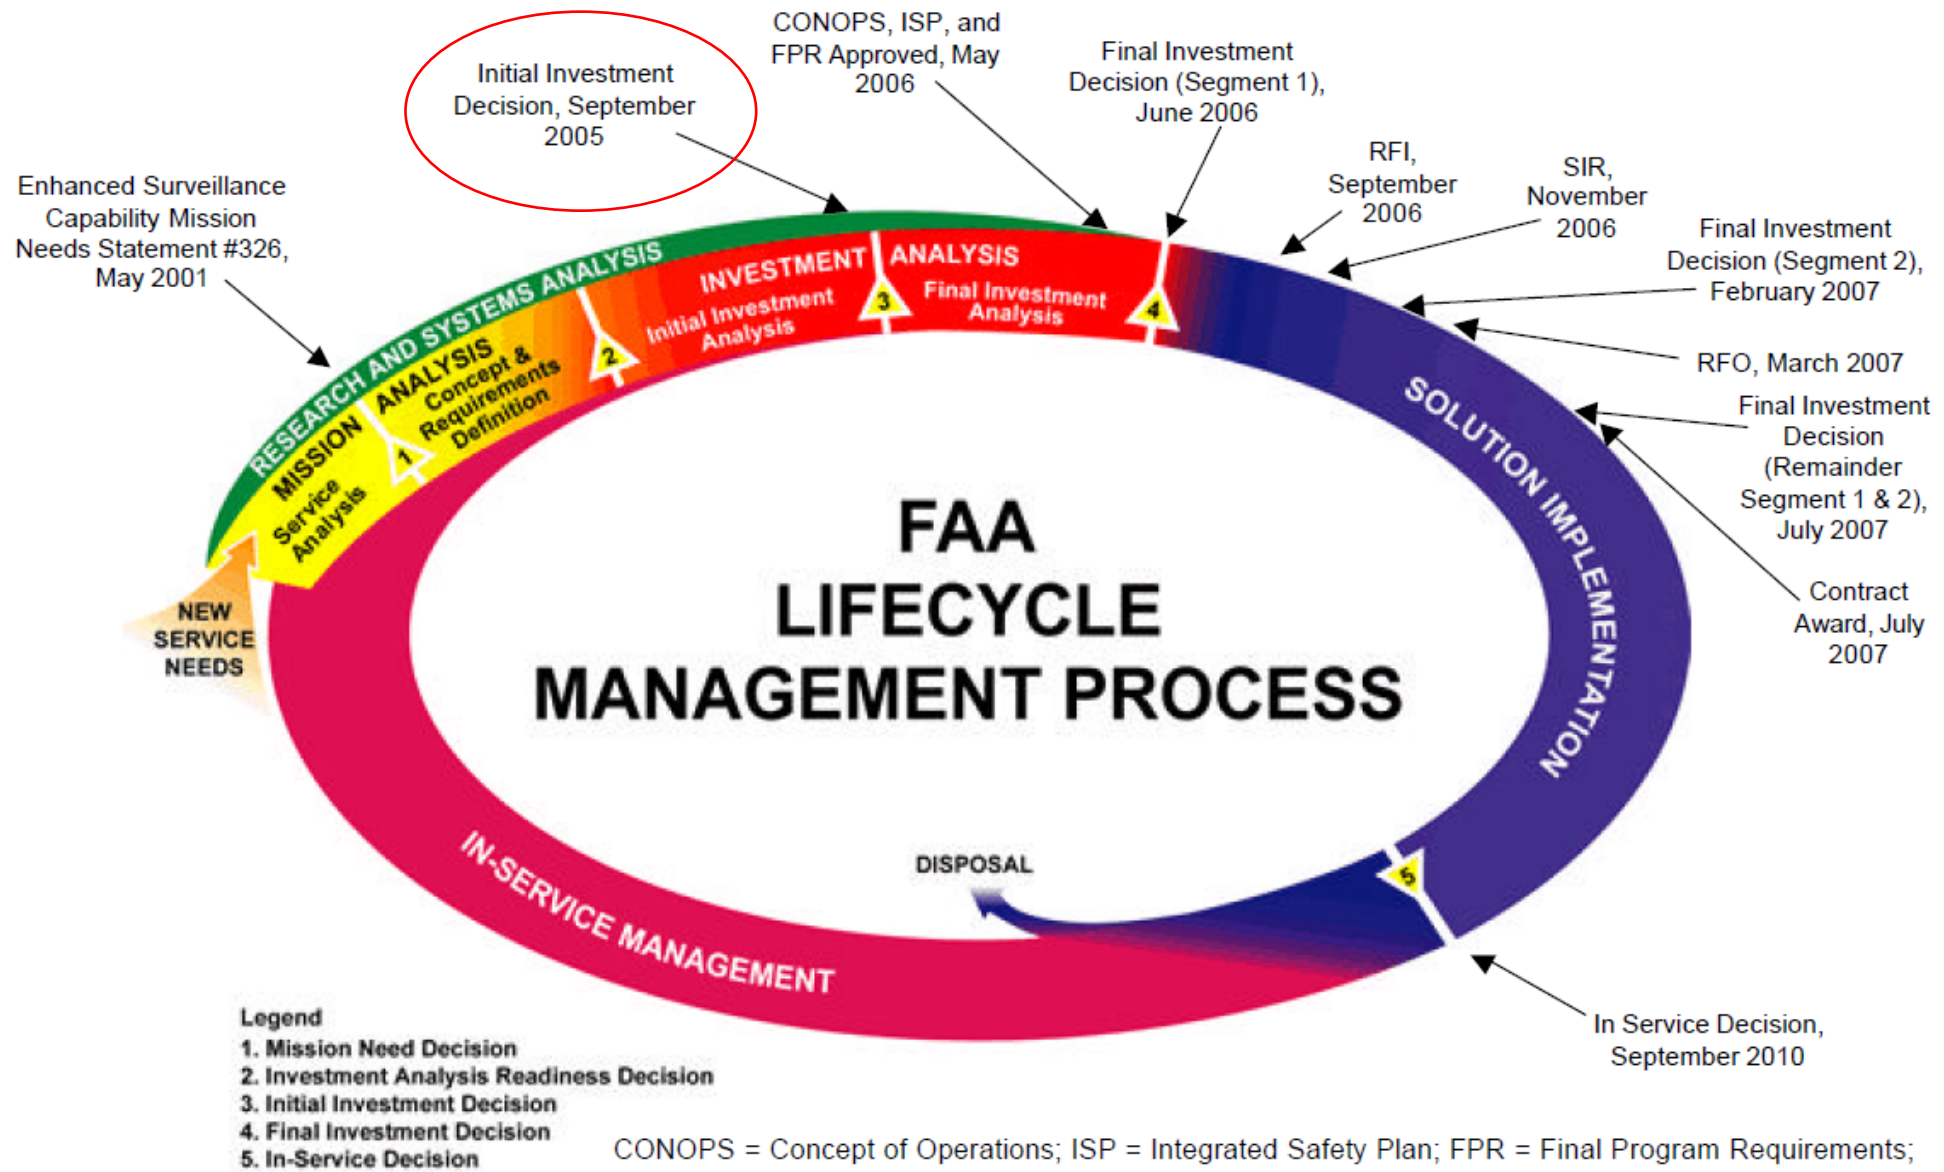 CONOPS, ISP, and
FPR Approved, May
2006
Initial Investment
Decision, September
2005
Final Investment
Decision (Segment 1),
June 2006
RFI,
September
2006
SIR,
November
2006
Enhanced Surveillance
Capability Mission
Needs Statement #326,
May 2001
Final Investment
Decision (Segment 2),
February 2007
RFO, March 2007
Final Investment
Decision
(Remainder
Segment 1 & 2),
July 2007
Contract
Award, July
2007
In Service Decision,
September 2010
RESEARCH AND SYSTEMS ANALYSIS
MISSION ANALYSIS
Service
Analysis
1
Concept &
Requirements
Definition
2
INVESTMENT ANALYSIS
Initial Investment
Analysis
3
Final Investment
Analysis
4
SOLUTION IMPLEMENTATION
5
IN-SERVICE MANAGEMENT
DISPOSAL
NEW
SERVICE
NEEDS
FAA
LIFECYCLE
MANAGEMENT PROCESS
Legend
1. Mission Need Decision
2. Investment Analysis Readiness Decision
3. Initial Investment Decision
4. Final Investment Decision
5. In-Service Decision
CONOPS = Concept of Operations; ISP = Integrated Safety Plan; FPR = Final Program Requirements;